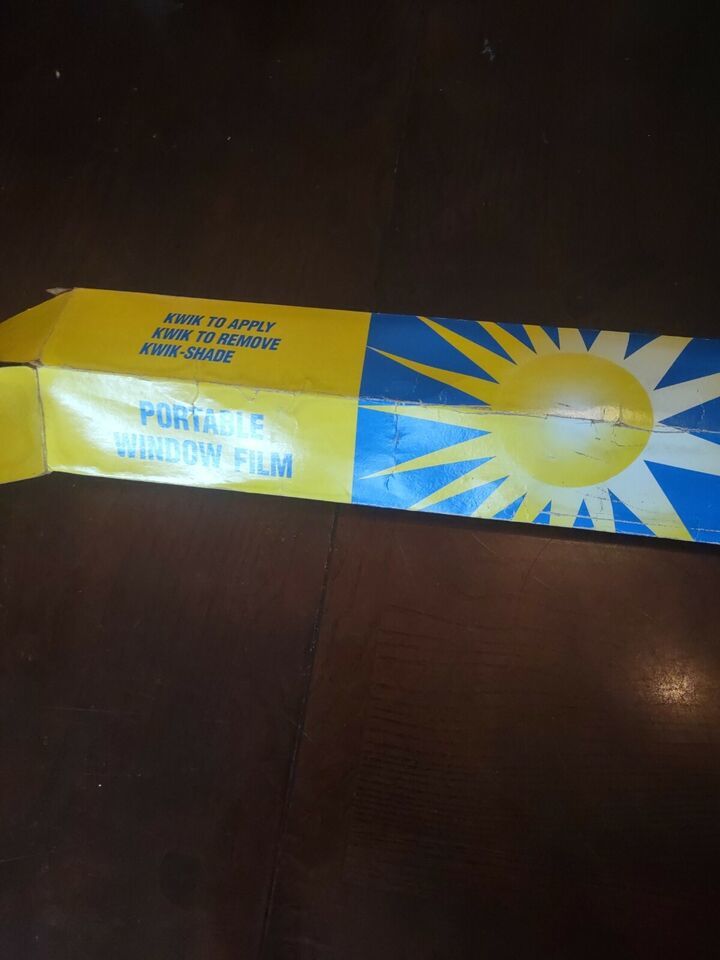 KWIK TO APPLY
KWIK TO REMOVE
KWIK-SHADE
PORTABLE
WINDOW FILM